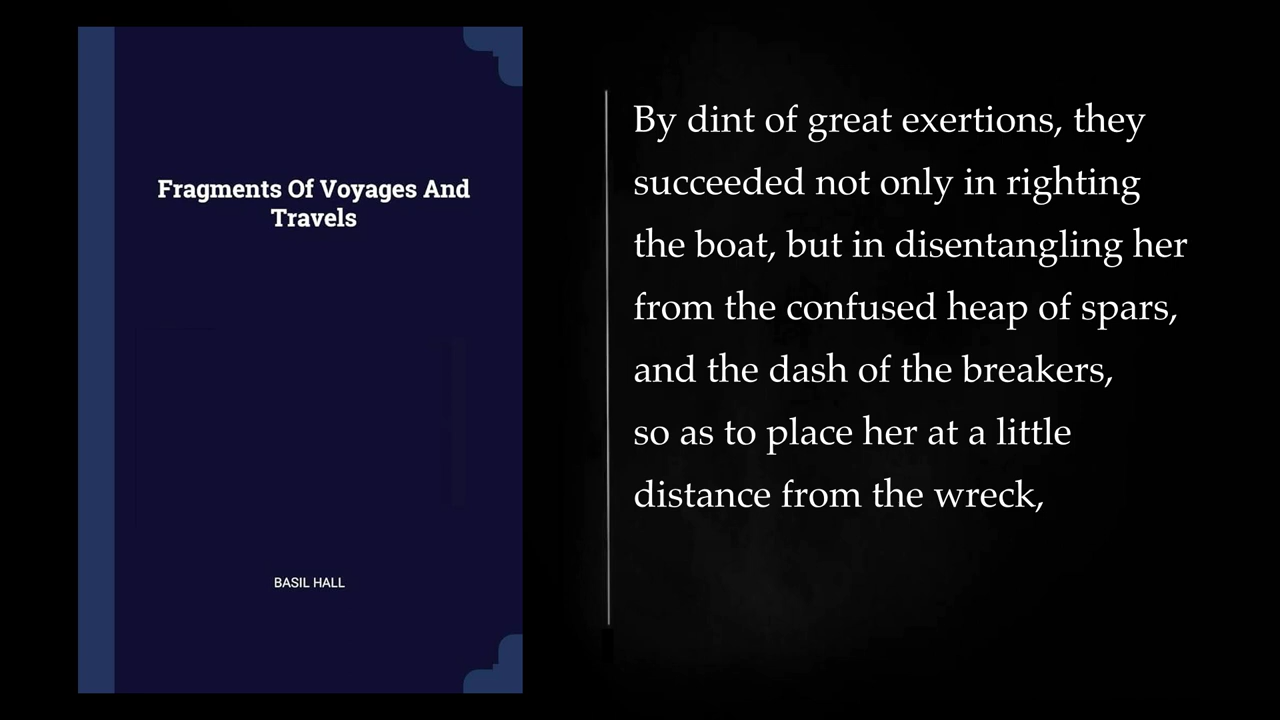 Fragments Of Voyages And
Travels
BASIL HALL
By dint of great exertions, they
succeeded not only in righting
the boat, but in disentangling her
from the confused heap of spars,
and the dash of the breakers,
so as to place her at a little
distance from the wreck,